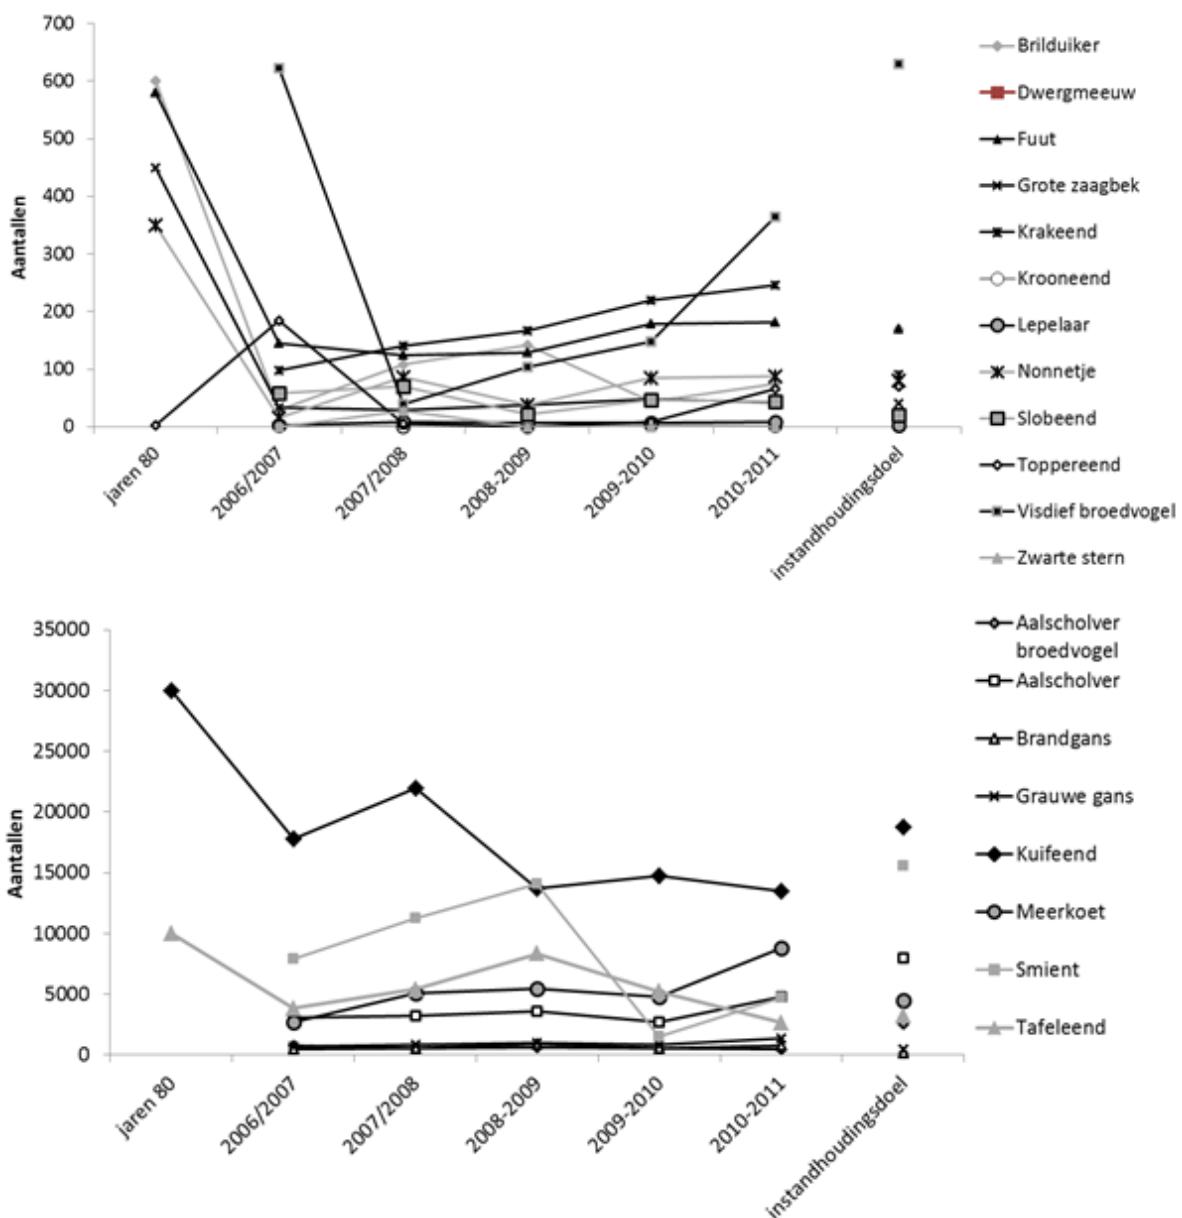 700
600
500
400
300
200
100
0
Aantallen
jaren 80
2006/2007
2007/2008
2008-2009
2009-2010
2010-2011
instandhoudingsdoel
Brilduiker
Dwergmeeuw
Fuut
Grote zaagbek
Krakeend
Krooneend
Lepelaar
Nonnetje
Slobeend
Toppereend
Visdief broedvogel
Zwarte stern
35000
30000
25000
20000
15000
10000
5000
0
Aantallen
jaren 80
2006/2007
2007/2008
2008-2009
2009-2010
2010-2011
instandhoudingsdoel
Aalscholver
broedvogel
Aalscholver
Brandgans
Grauwe gans
Kuifeend
Meerkoet
Smient
Tafeleend